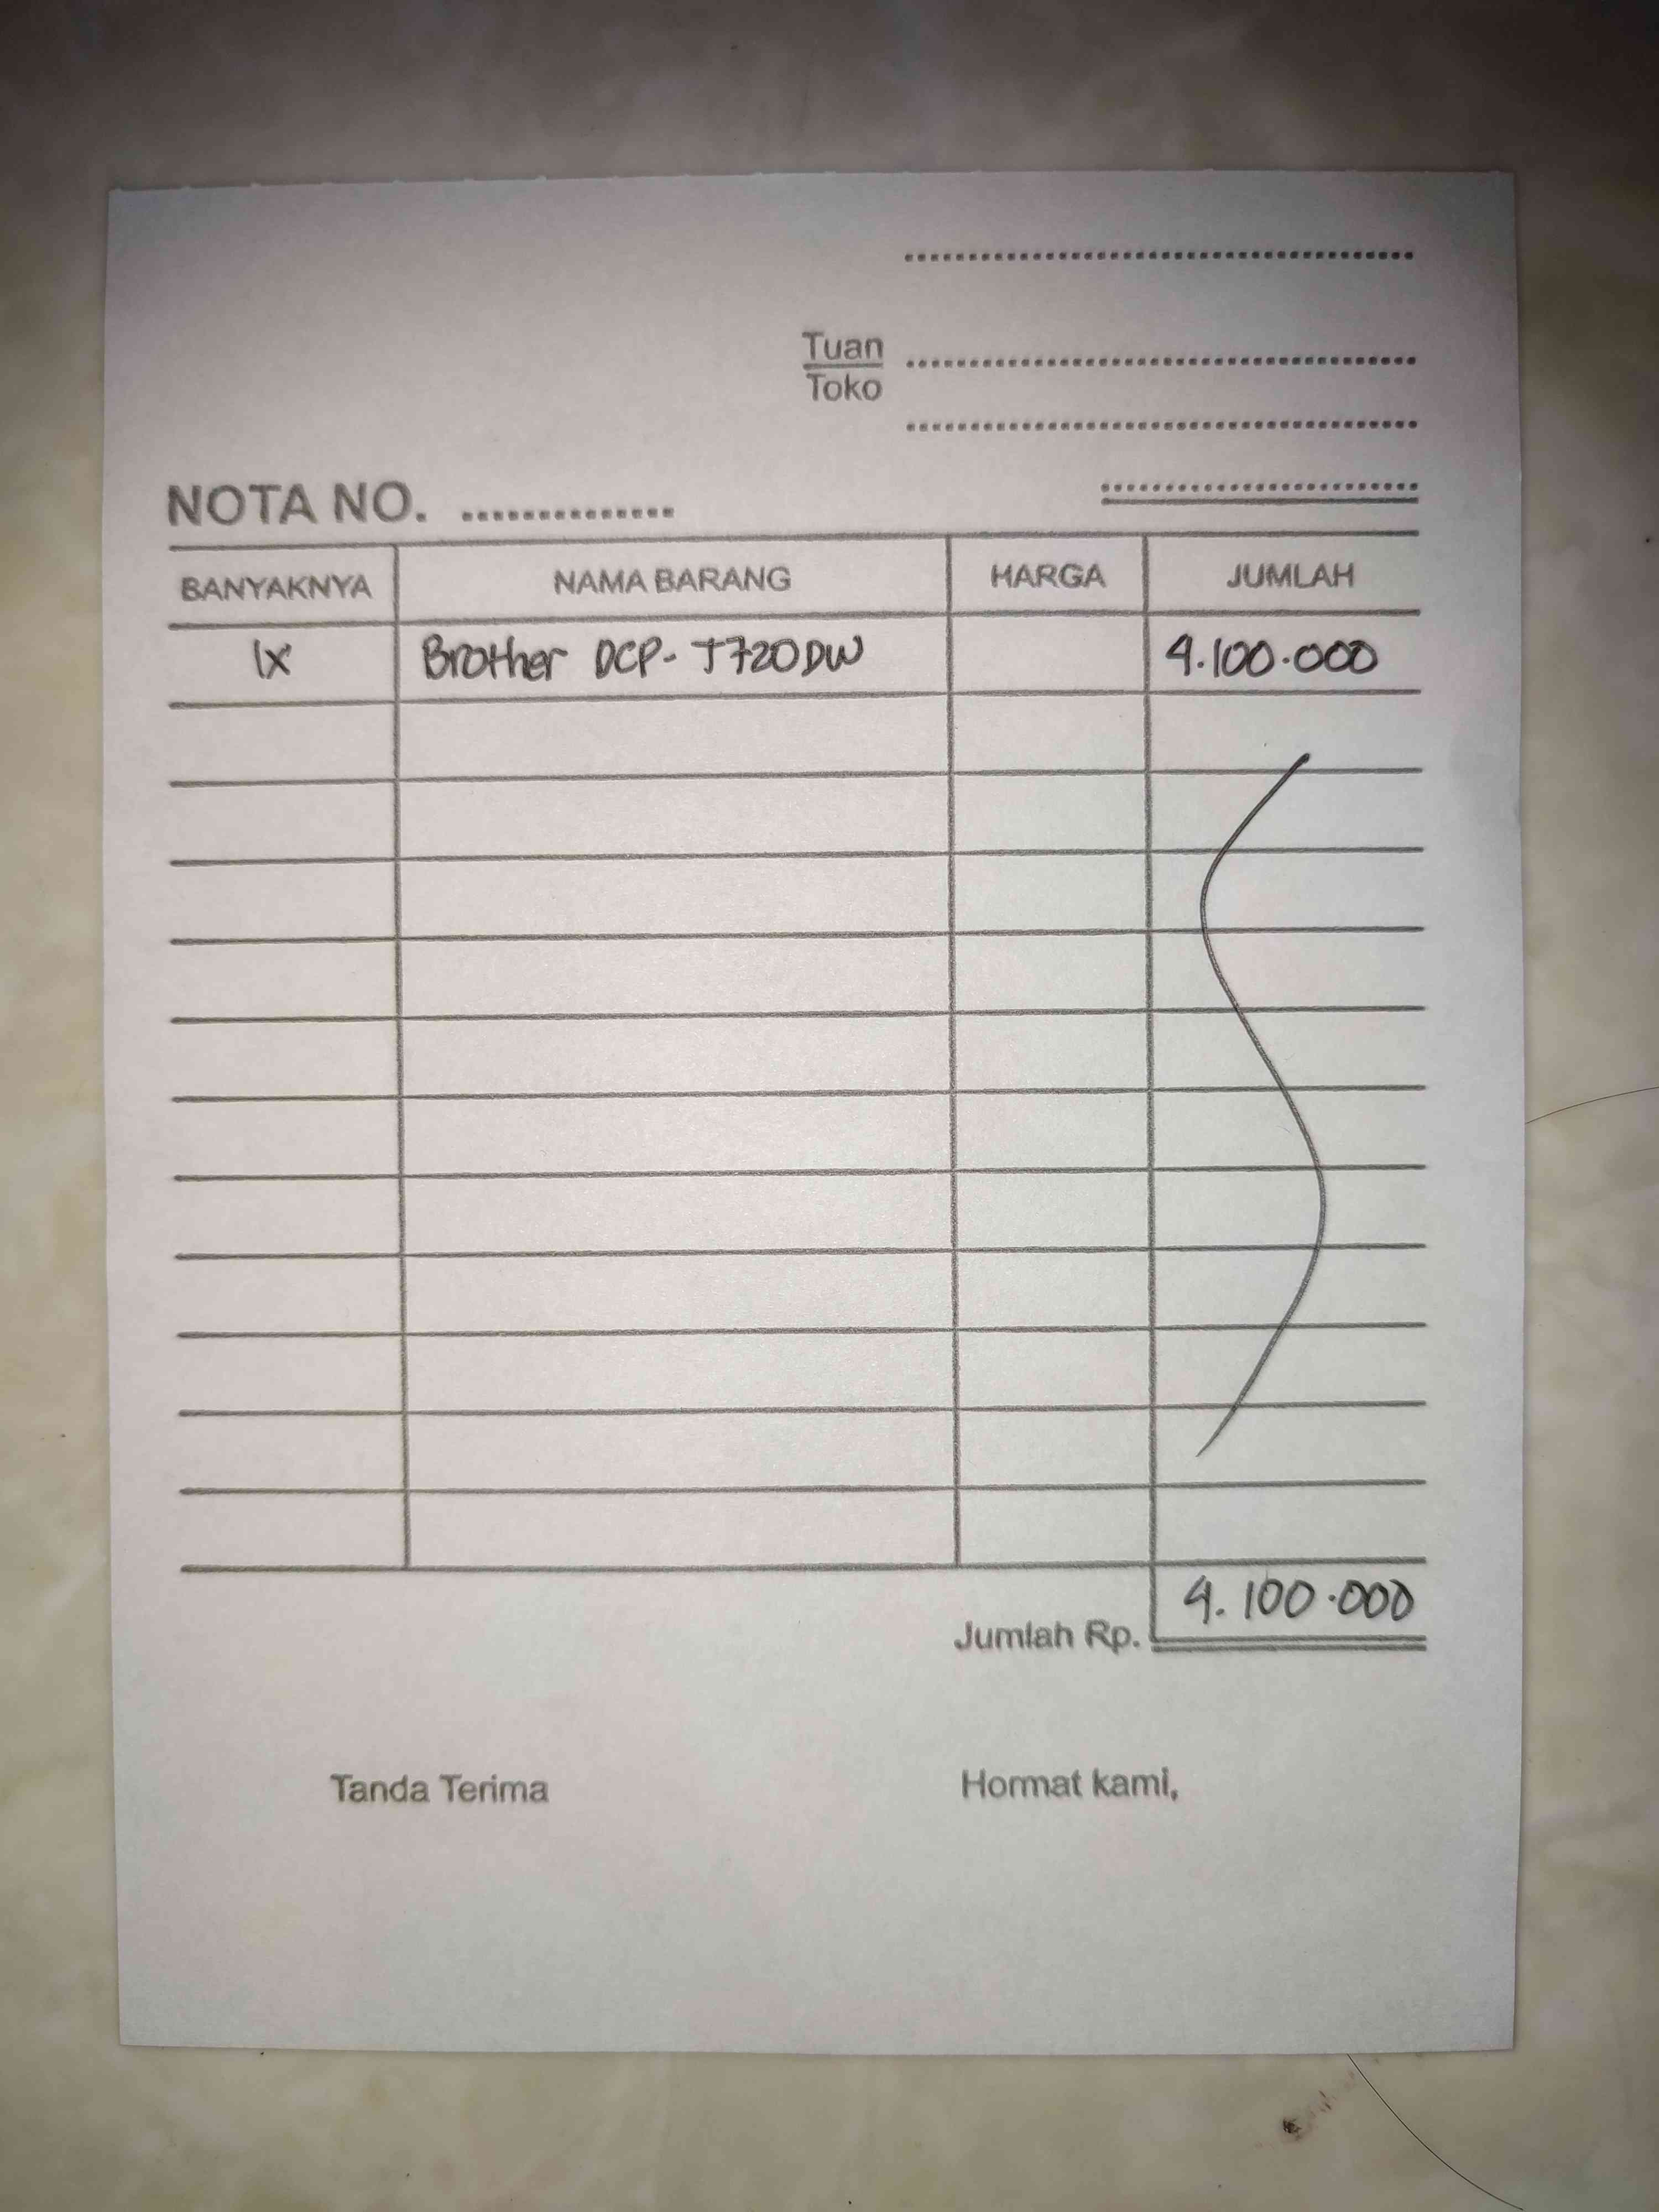 Tuan
Toko
NOTA NO. ..............
BANYAKNYA NAMA BARANG HARGA JUMLAH
1x Brother DCP-T720DW 4.100.000
4.100.000
Jumlah Rp.
Tanda Terima Hormat kami,